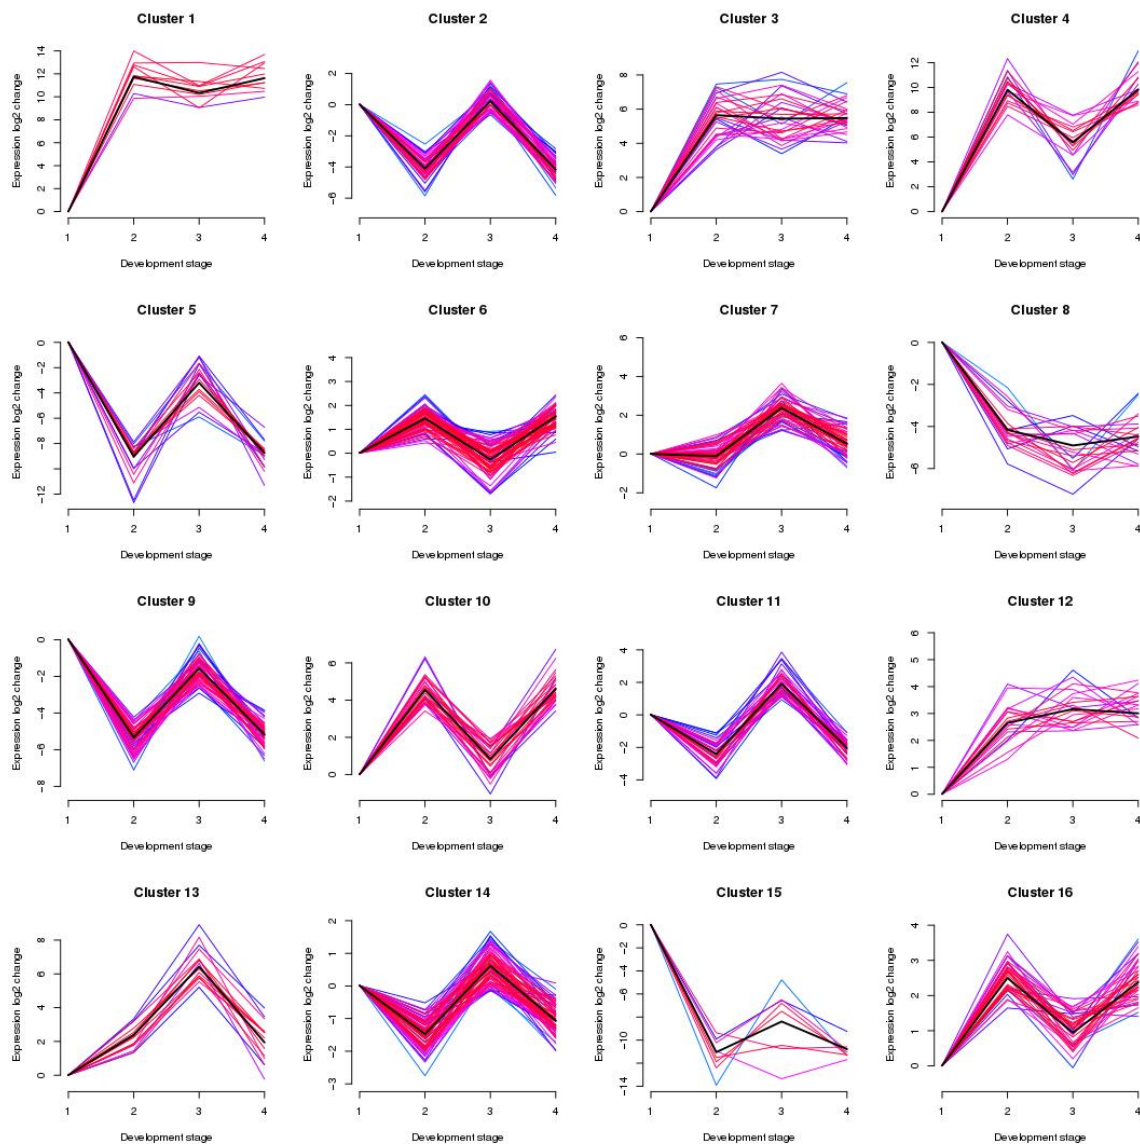 Cluster 1
Expression log2 change
14
12
10
8
6
4
2
0
1 2 3 4
Development stage
Cluster 2
Expression log2 change
2
0
−2
−4
−6
1 2 3 4
Development stage
Cluster 3
Expression log2 change
8
6
4
2
0
1 2 3 4
Development stage
Cluster 4
Expression log2 change
14
12
10
8
6
4
2
0
1 2 3 4
Development stage
Cluster 5
Expression log2 change
0
−2
−4
−6
−8
−12
1 2 3 4
Development stage
Cluster 6
Expression log2 change
4
3
2
1
0
−1
−2
1 2 3 4
Development stage
Cluster 7
Expression log2 change
6
4
2
0
−2
1 2 3 4
Development stage
Cluster 8
Expression log2 change
0
−2
−4
−6
1 2 3 4
Development stage
Cluster 9
Expression log2 change
0
−2
−4
−6
−8
1 2 3 4
Development stage
Cluster 10
Expression log2 change
6
4
2
0
1 2 3 4
Development stage
Cluster 11
Expression log2 change
4
2
0
−2
−4
1 2 3 4
Development stage
Cluster 12
Expression log2 change
6
5
4
3
2
1
0
1 2 3 4
Development stage
Cluster 13
Expression log2 change
8
6
4
2
0
1 2 3 4
Development stage
Cluster 14
Expression log2 change
2
1
0
−1
−2
−3
1 2 3 4
Development stage
Cluster 15
Expression log2 change
0
−2
−4
−6
−10
−14
1 2 3 4
Development stage
Cluster 16
Expression log2 change
4
3
2
1
0
1 2 3 4
Development stage